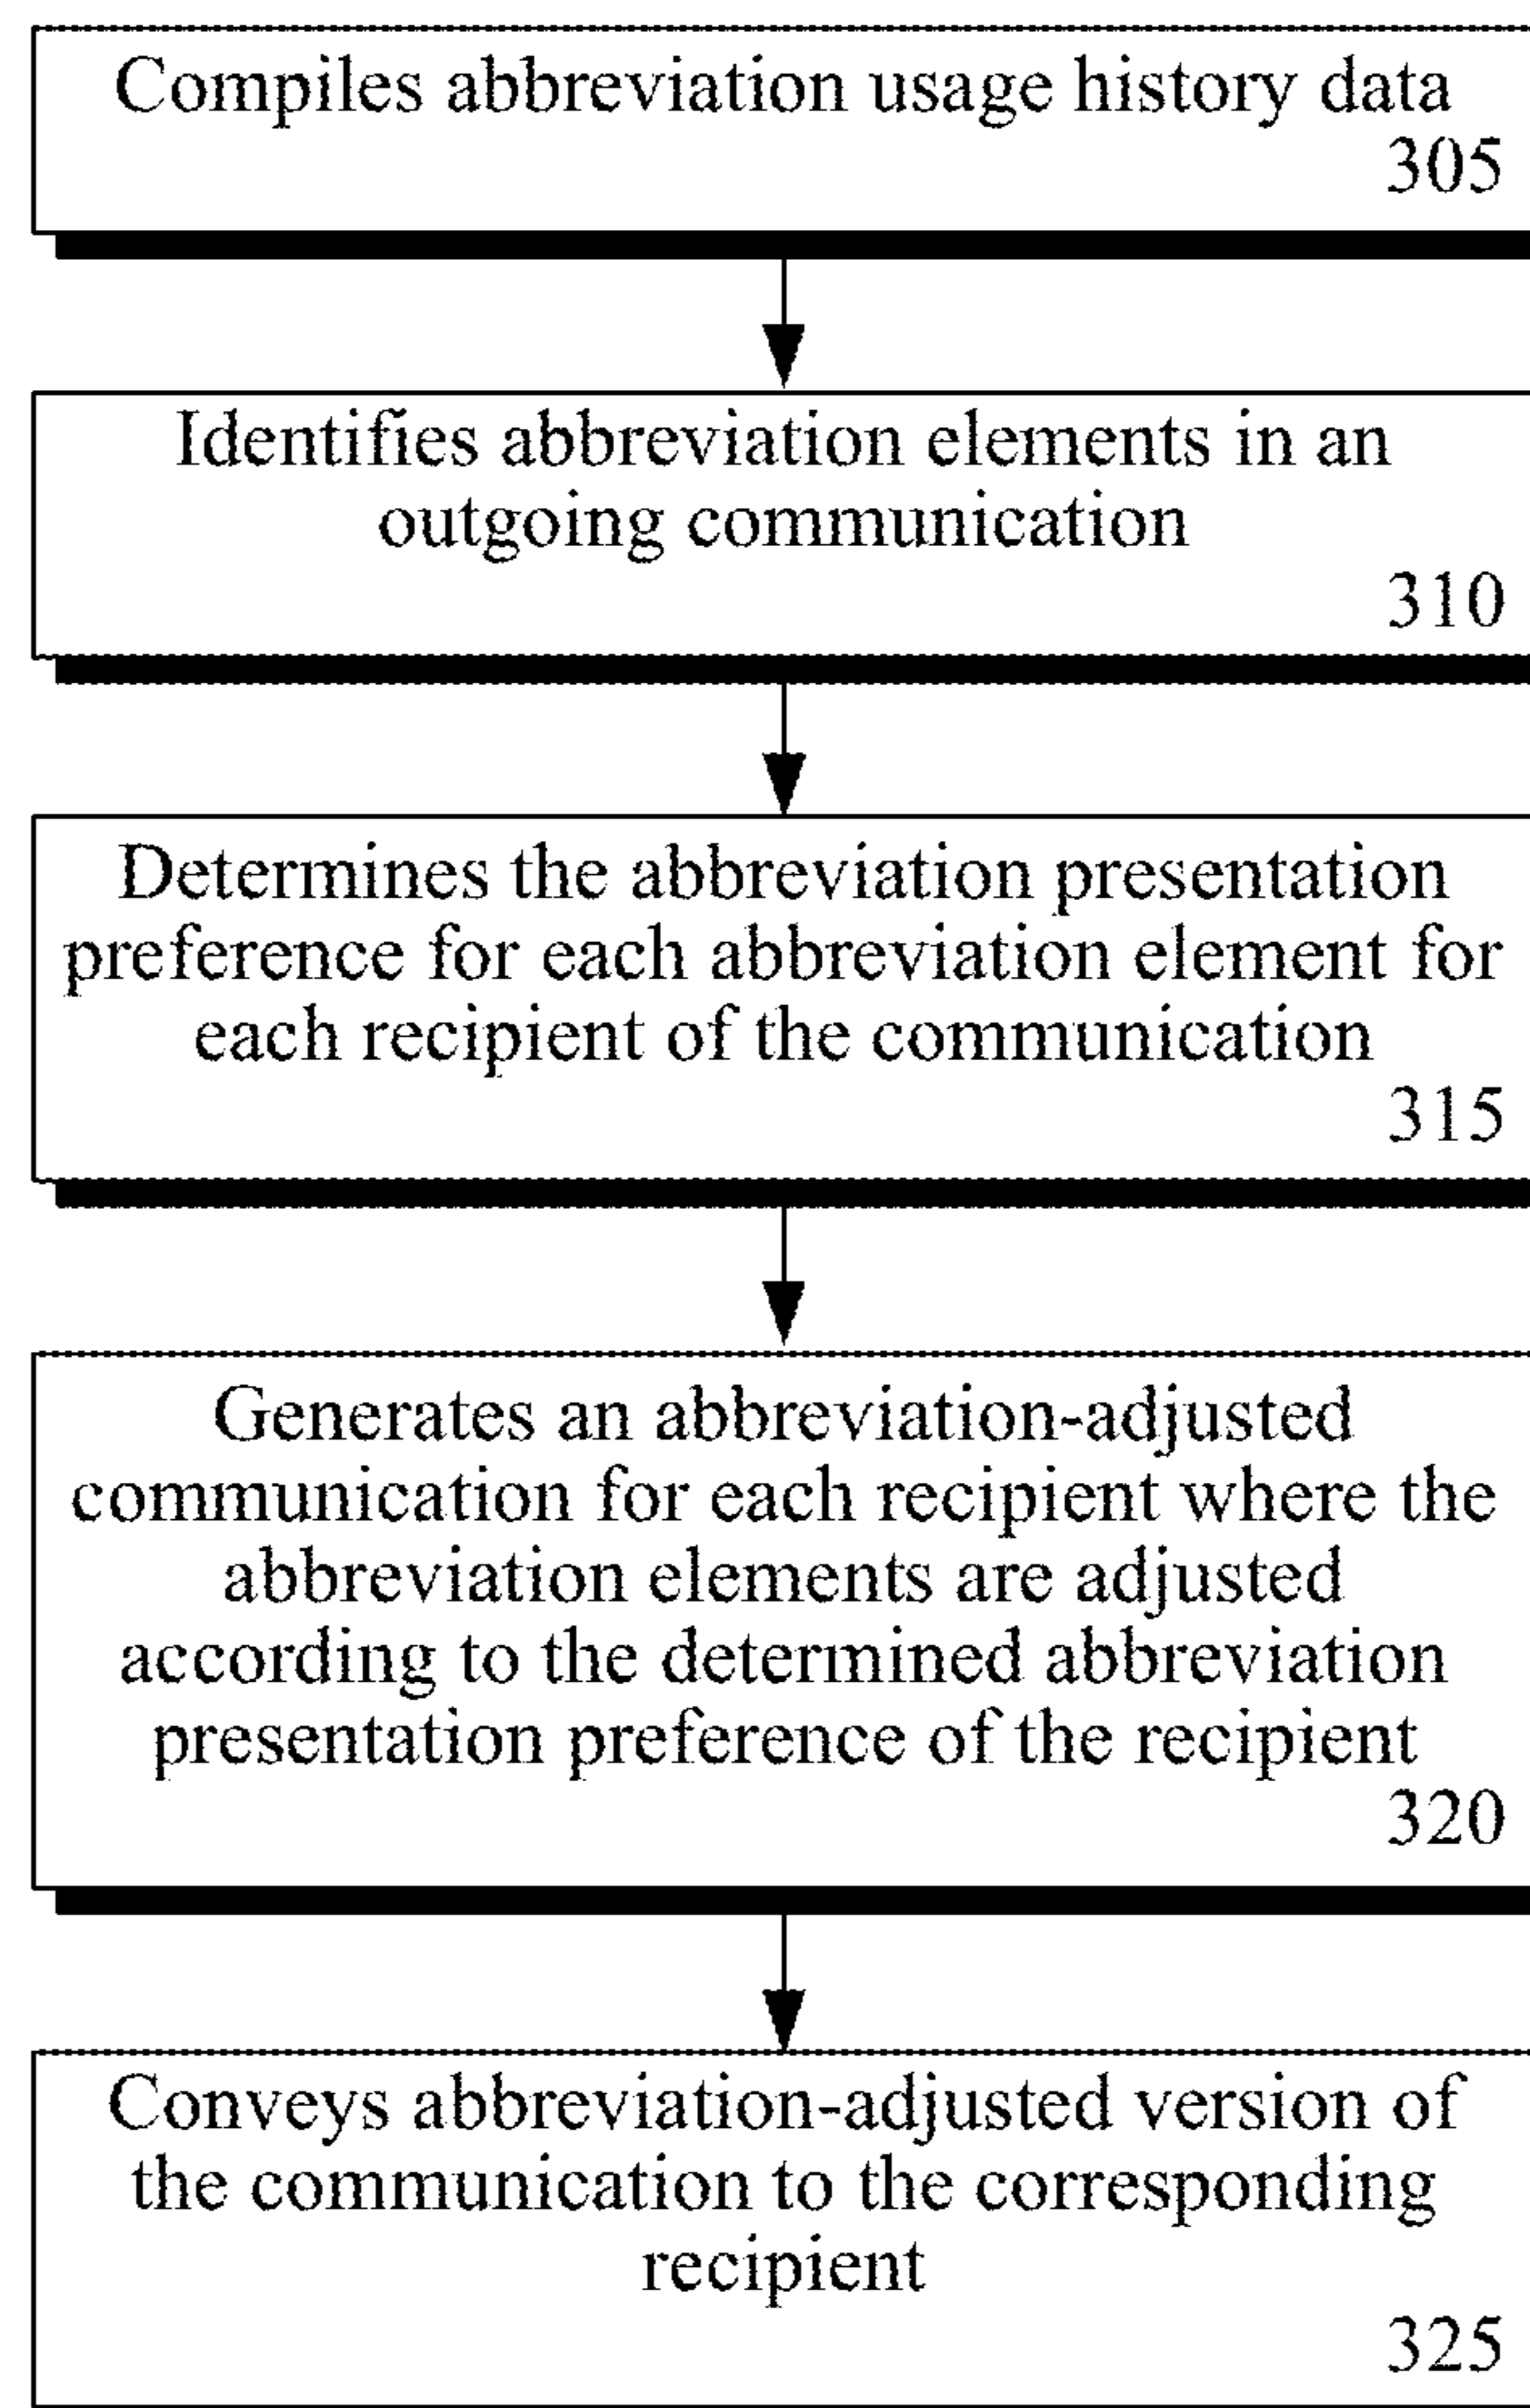 Compiles abbreviation usage history data
305
Identifies abbreviation elements in an
outgoing communication
310
Determines the abbreviation presentation
preference for each abbreviation element for
each recipient of the communication
315
Generates an abbreviation-adjusted
communication for each recipient where the
abbreviation elements are adjusted
according to the determined abbreviation
presentation preference of the recipient
320
Conveys abbreviation-adjusted version of
the communication to the corresponding
recipient
325